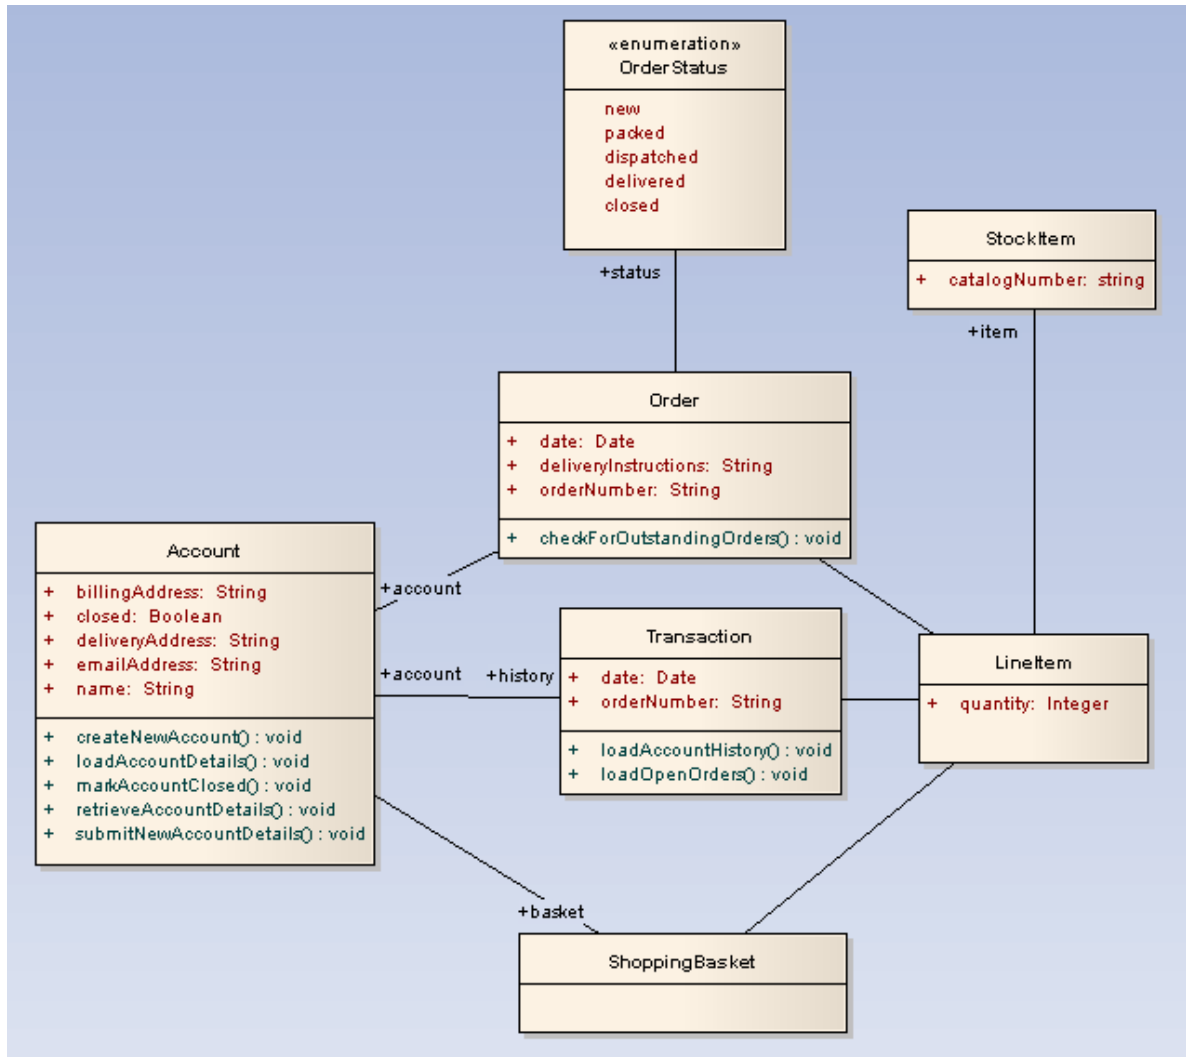 «enumeration»
OrderStatus
new
packed
dispatched
delivered
closed
+status
StockItem
+ catalogNumber: string
+item
Order
+ date: Date
+ deliveryInstructions: String
+ orderNumber: String
+ checkForOutstandingOrders() : void
Account
+ billingAddress: String
+ closed: Boolean
+ deliveryAddress: String
+ emailAddress: String
+ name: String
+ createNewAccount() : void
+ loadAccountDetails() : void
+ markAccountClosed() : void
+ retrieveAccountDetails() : void
+ submitNewAccountDetails() : void
+account
+account
+history
Transaction
+ date: Date
+ orderNumber: String
+ loadAccountHistory() : void
+ loadOpenOrders() : void
LineItem
+ quantity: Integer
+basket
ShoppingBasket